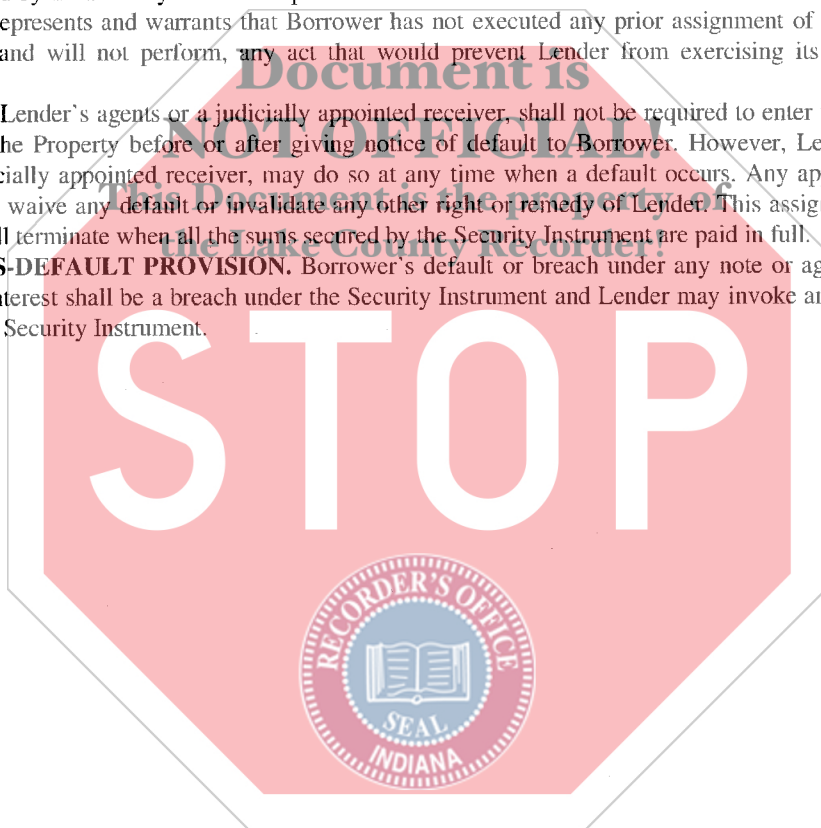 epresents and warrants that Borrower has not executed any prior assignment of
and will not perform, any act that would prevent Lender from exercising its
Document is
Lender's agents or a judicially appointed receiver, shall not be required to enter
NOT OFFICIAL!
he Property before or after giving notice of default to Borrower. However, Le
cially appointed receiver, may do so at any time when a default occurs. Any ap
This Document is the property of
waive any default or invalidate any other right or remedy of Lender. This assig
ll terminate when all the sums secured by the Security Instrument are paid in full.
the Lake County Recorder!
S-DEFAULT PROVISION. Borrower's default or breach under any note or ag
nterest shall be a breach under the Security Instrument and Lender may invoke an
Security Instrument.
STOP
RECORDER'S OFFICE
SEAL
INDIANA